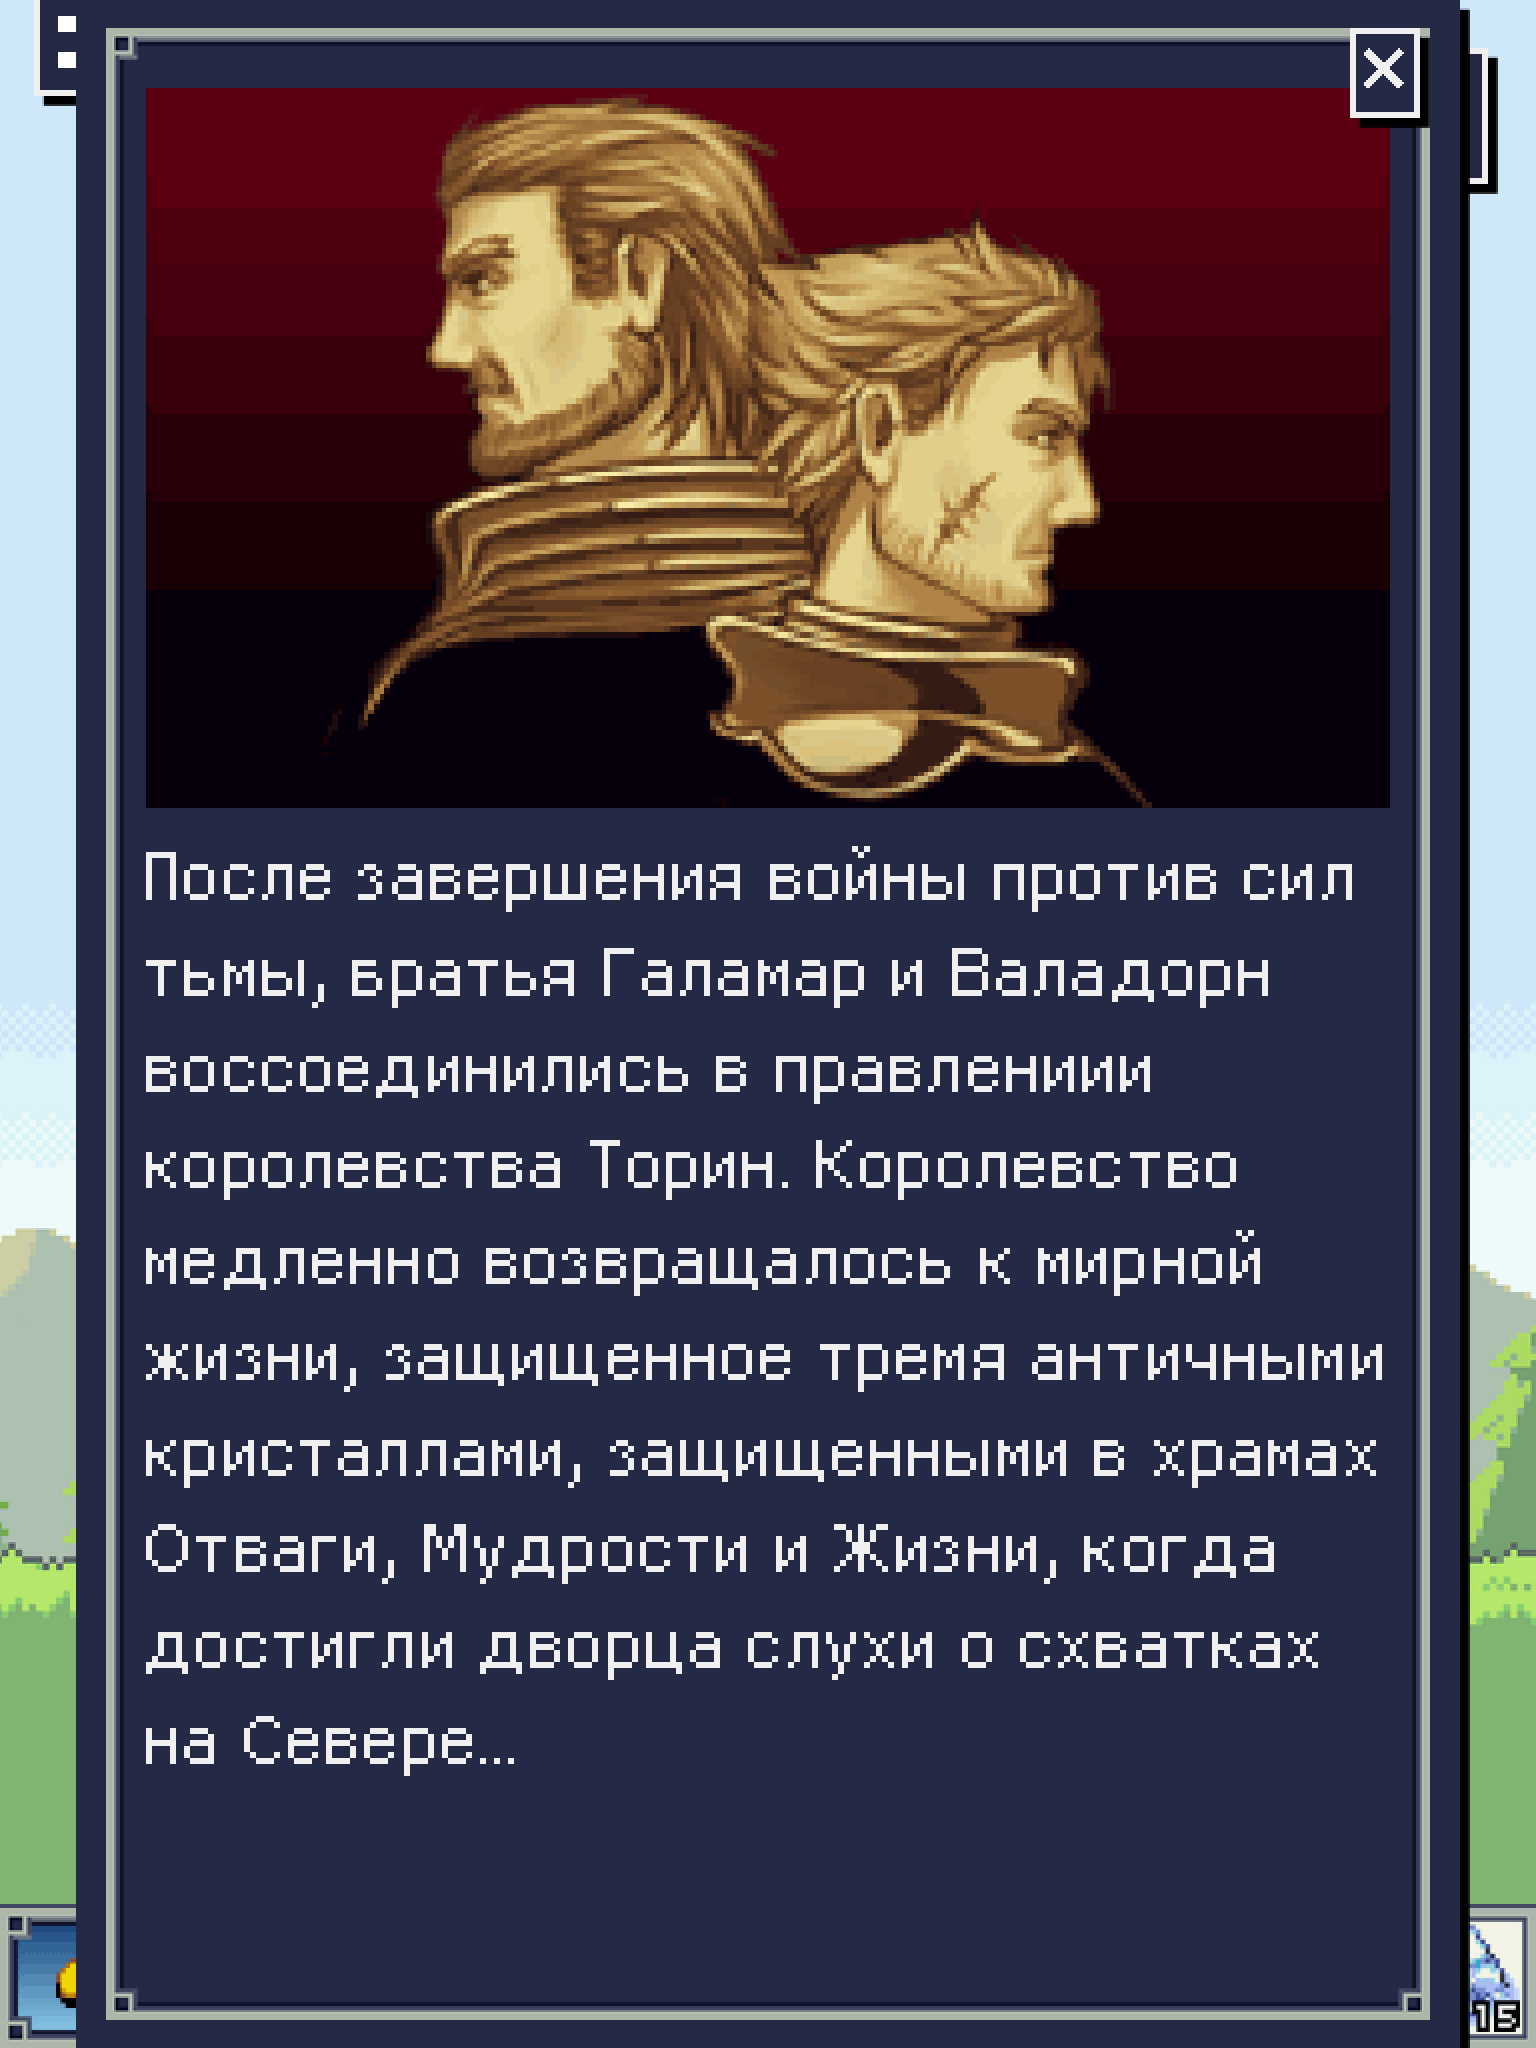 После завершения войны против сил
тьмы, братья Галамар и Валадорн
воссоединились в правлениии
королевства Торин. Королевство
медленно возвращалось к мирной
жизни, защищенное тремя античными
кристаллами, защищенными в храмах
Отваги, Мудрости и Жизни, когда
достигли дворца слухи о схватках
на Севере...
15